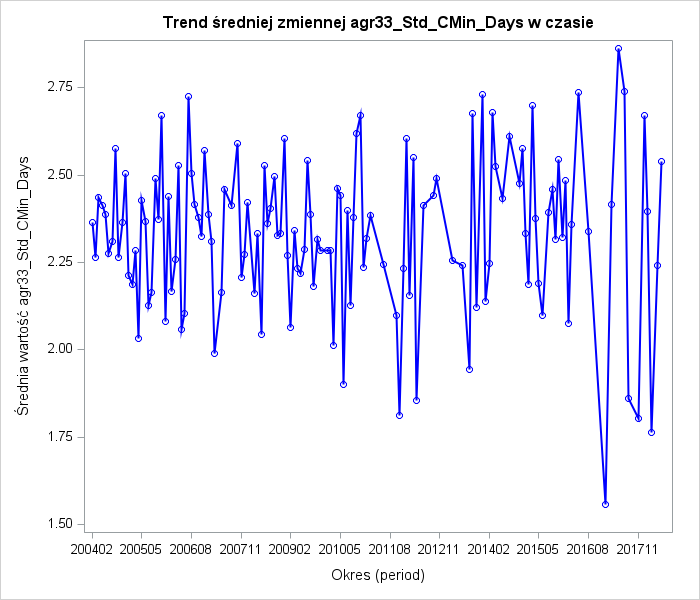 Trend średniej zmiennej agr33_Std_CMin_Days w czasie
Średnia wartość agr33_Std_CMin_Days
2.75
2.50
2.25
2.00
1.75
1.50
200402 200505 200608 200711 200902 201005 201108 201211 201402 201505 201608 201711
Okres (period)